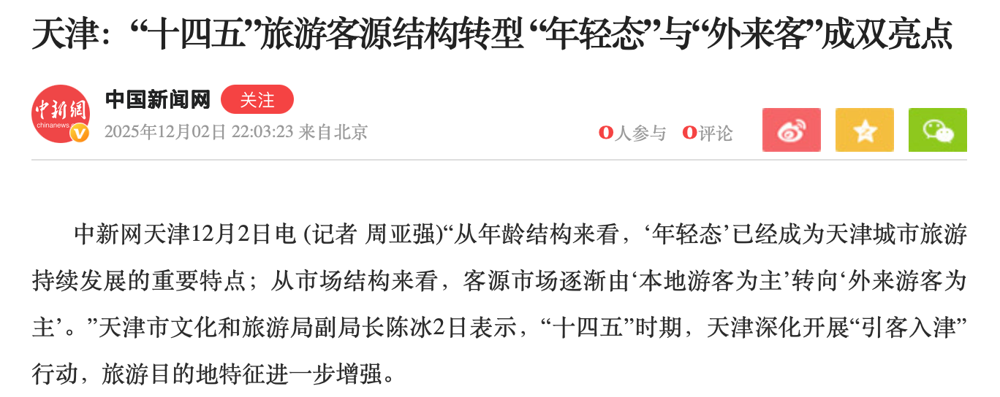 天津：“十四五”旅游客源结构转型 “年轻态”与“外来客”成双亮点
中新網
chinanews.c
V
中国新闻网 关注
2025年12月02日 22:03:23 来自北京
0人参与 0评论
中新网天津12月2日电 (记者 周亚强)“从年龄结构来看，‘年轻态’已经成为天津城市旅游
持续发展的重要特点；从市场结构来看，客源市场逐渐由‘本地游客为主’转向‘外来游客为
主’。”天津市文化和旅游局副局长陈冰2日表示，“十四五”时期，天津深化开展“引客入津”
行动，旅游目的地特征进一步增强。